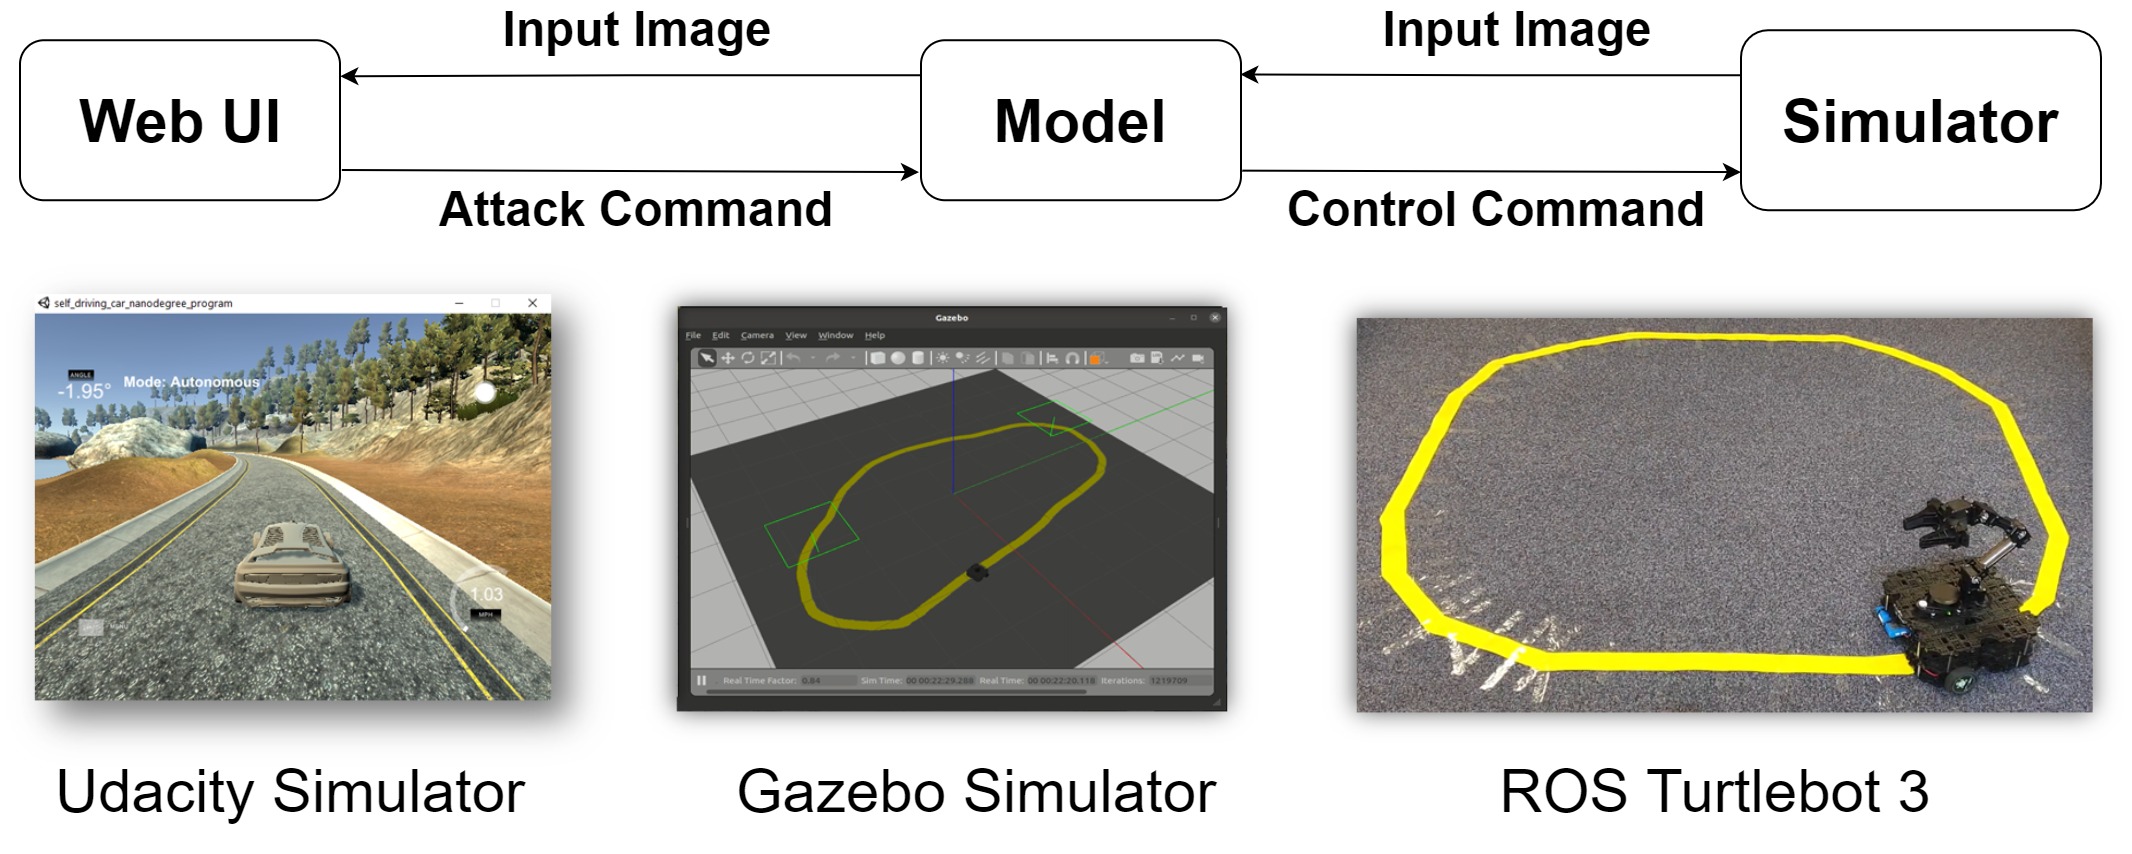 Input Image
Input Image
Web UI
Model
Simulator
Attack Command
Control Command
self_driving_car_nanodegree_program
ANGLE
-1.95°
Mode: Autonomous
1.03
MPH
Gazebo
File Edit Camera View Window Help
Real Time Factor: 0.84 Sim Time: 00 00:22:29.288 Real Time: 00 00:22:20.118 Iterations: 1219709
Udacity Simulator
Gazebo Simulator
ROS Turtlebot 3